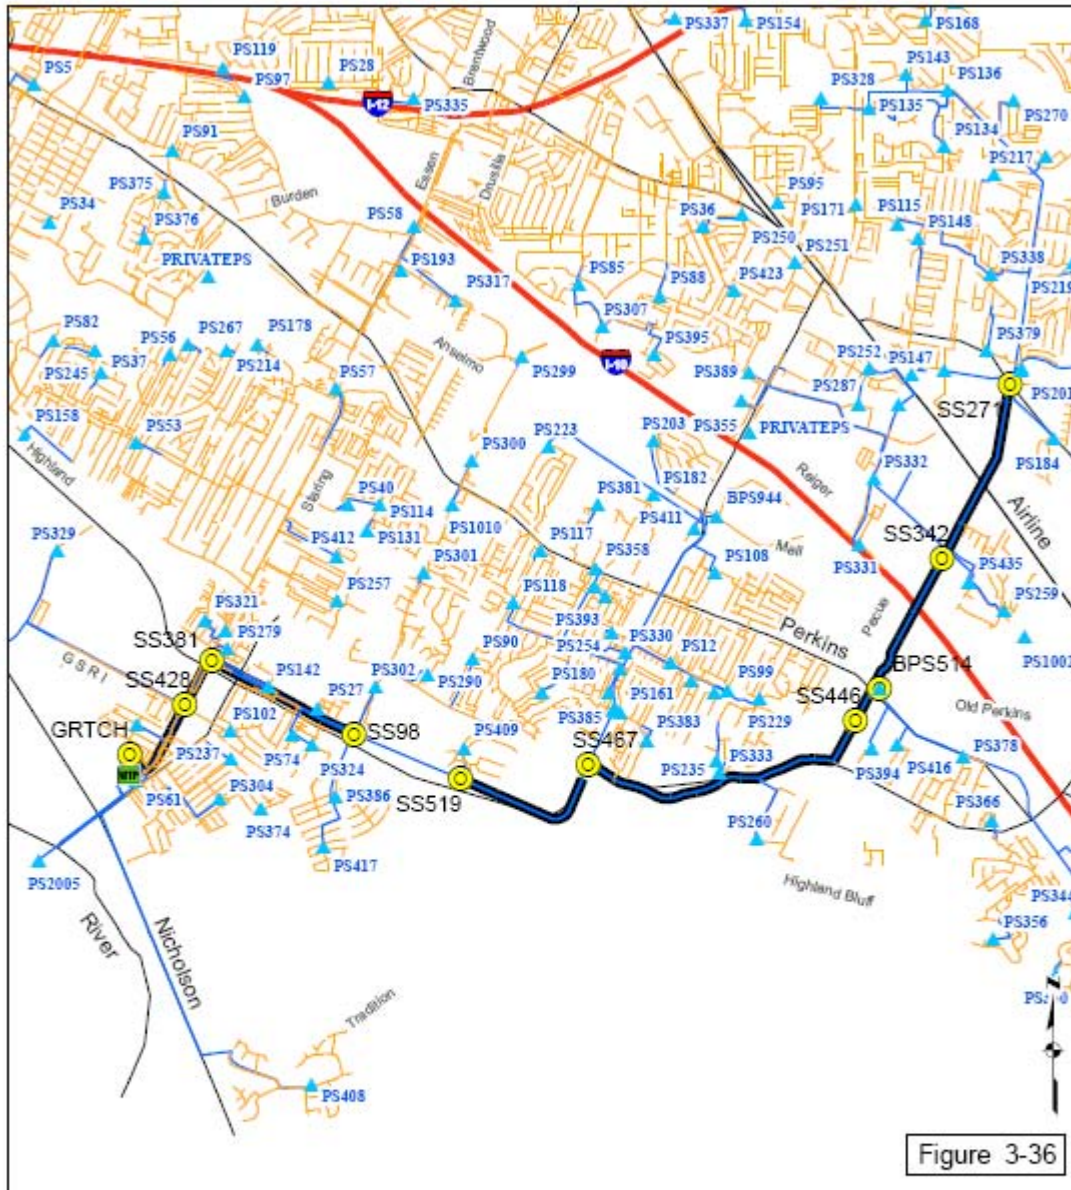 PS337
PS154
PS168
PS119
PS5
PS97
PS28
Brentwood
PS143
PS136
PS328
PS335
I-12
PS135
PS270
PS91
PS134
Essen
Drusilla
PS217
PS375
Burden
PS95
PS34
PS376
PS58
PS36
PS171
PS115
PS148
PS250
PS251
PRIVATEPS
PS193
PS317
PS85
PS88
PS423
PS338
PS219
PS307
PS82
PS56
PS267
PS178
Anselmo
PS395
PS379
PS37
PS214
PS299
I-10
PS389
PS252
PS147
PS245
PS57
PS287
PS201
SS271
PS158
PS53
PS223
PS203
PS355
PRIVATEPS
PS300
PS184
Highland
PS332
Staring
PS40
PS182
Reiger
PS381
BPS944
PS114
PS1010
PS411
Airline
PS131
SS342
PS329
PS412
PS301
PS117
PS358
Mall
PS108
PS331
PS435
PS257
PS118
PS259
PS321
PS393
Pecue
PS279
PS90
PS254
PS330
PS12
Perkins
SS381
PS1001
GSRI
PS142
PS302
PS290
PS180
PS99
BPS514
SS428
PS27
PS161
SS446
Old Perkins
PS102
PS385
PS383
PS229
GRTCH
SS98
PS409
SS467
PS237
PS74
PS333
PS378
PS324
PS235
PS394
PS416
WTP
PS61
PS304
PS386
SS519
PS366
PS374
PS260
PS417
PS2005
Highland Bluff
PS344
River
Nicholson
PS356
Tradition
PS408
Figure 3-36